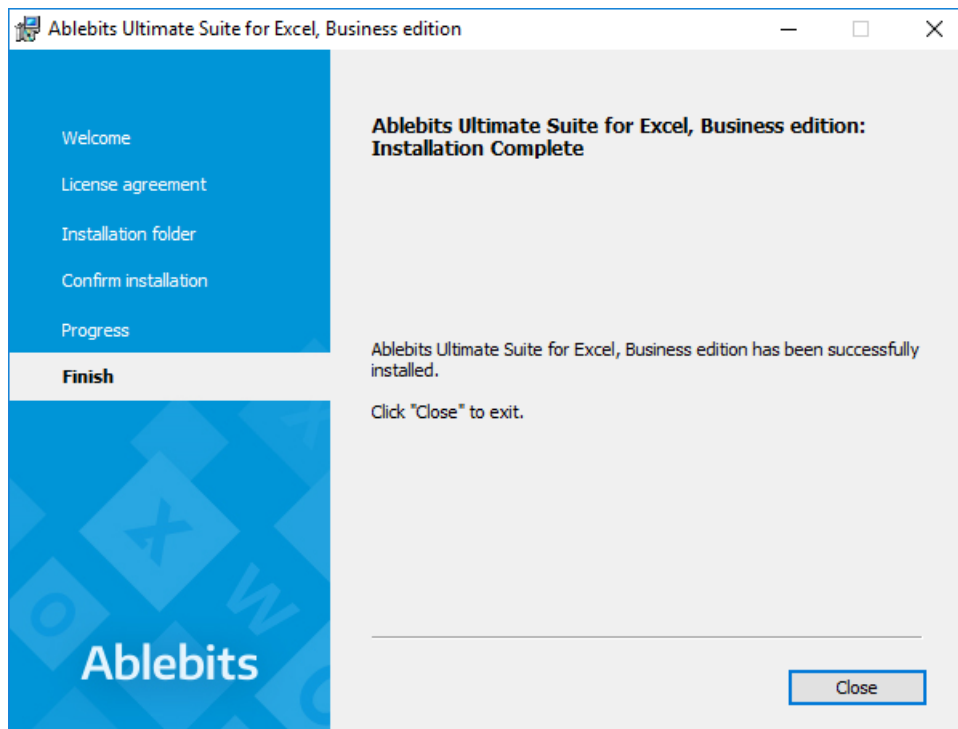 Ablebits Ultimate Suite for Excel, Business edition
Welcome
License agreement
Installation folder
Confirm installation
Progress
Finish
Ablebits
Ablebits Ultimate Suite for Excel, Business edition:
Installation Complete
Ablebits Ultimate Suite for Excel, Business edition has been successfully
installed.
Click "Close" to exit.
Close
X
X
W
O